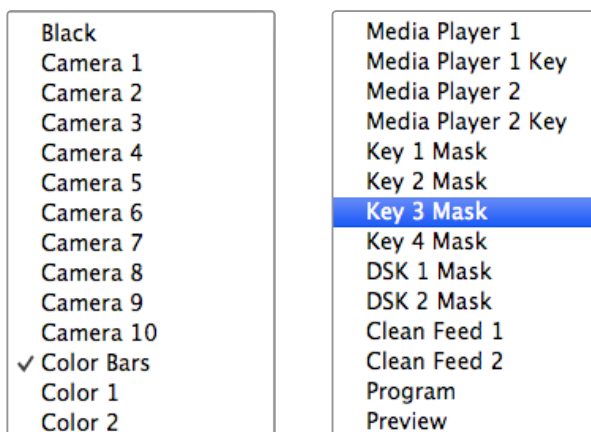 Black
Camera 1
Camera 2
Camera 3
Camera 4
Camera 5
Camera 6
Camera 7
Camera 8
Camera 9
Camera 10
✓ Color Bars
Color 1
Color 2
Media Player 1
Media Player 1 Key
Media Player 2
Media Player 2 Key
Key 1 Mask
Key 2 Mask
Key 3 Mask
Key 4 Mask
DSK 1 Mask
DSK 2 Mask
Clean Feed 1
Clean Feed 2
Program
Preview